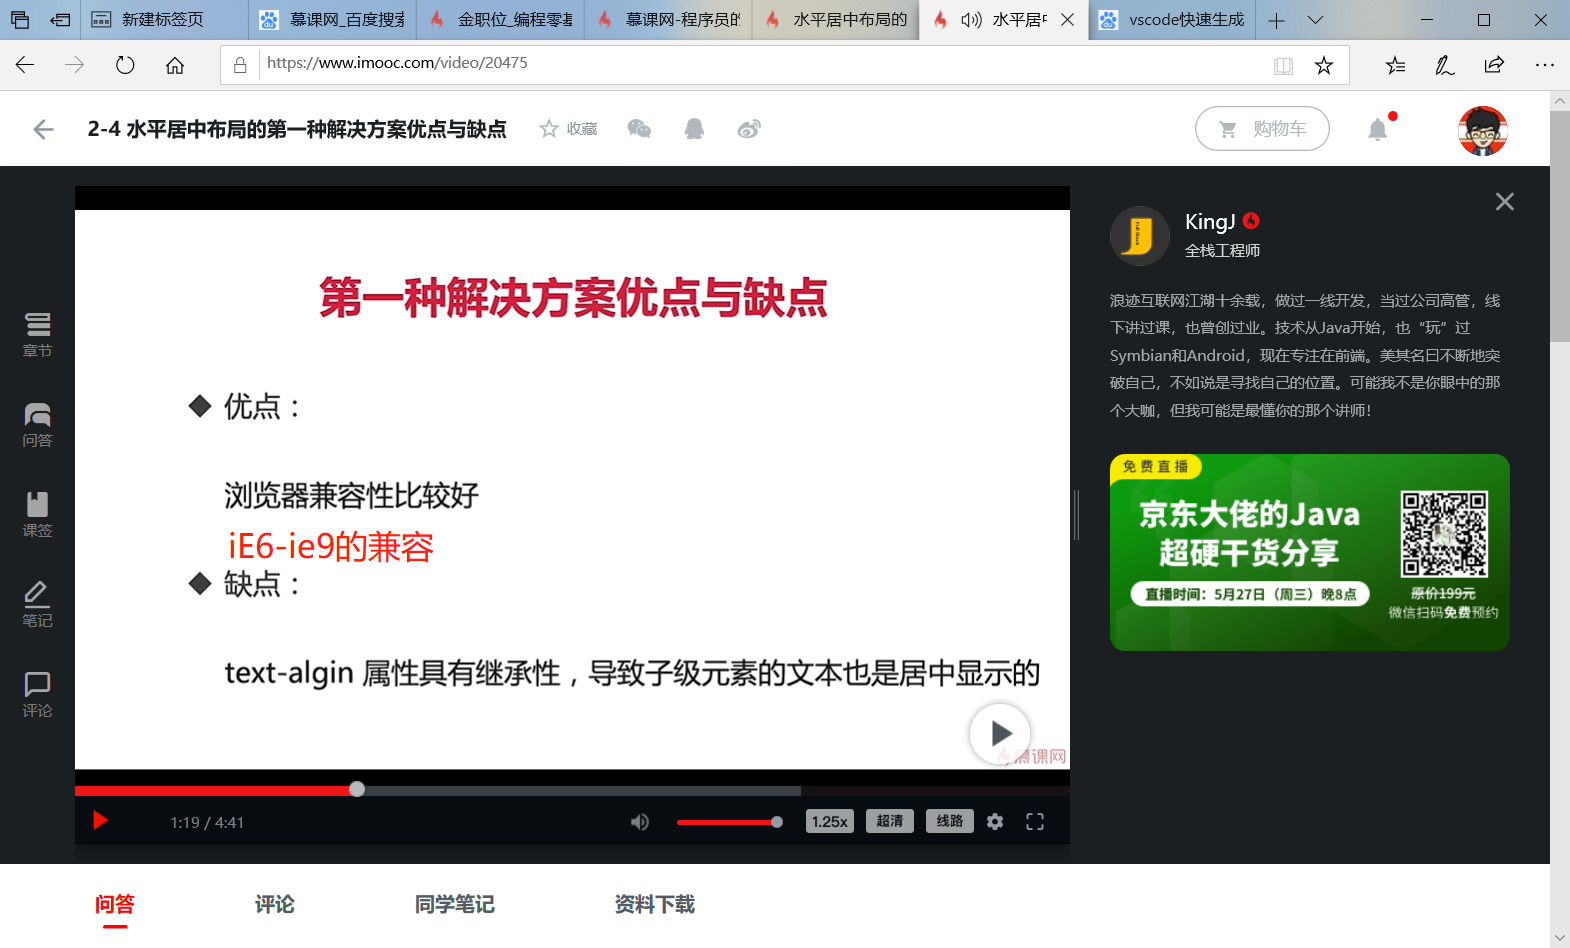 新建标签页
慕课网_百度搜索
金职位_编程零基
慕课网-程序员的
水平居中布局的
水平居中
vscode快速生成
https://www.imooc.com/video/20475
2-4 水平居中布局的第一种解决方案优点与缺点
收藏
购物车
章节
问答
课签
笔记
评论
第一种解决方案优点与缺点
优点：
浏览器兼容性比较好
iE6-ie9的兼容
缺点：
text-algin 属性具有继承性，导致子级元素的文本也是居中显示的
慕课网
1:19 / 4:41
1.25x
超清
线路
KingJ
全栈工程师
浪迹互联网江湖十余载，做过一线开发，当过公司高管，线
下讲过课，也曾创过业。技术从Java开始，也“玩”过
Symbian和Android，现在专注在前端。美其名曰不断地突
破自己，不如说是寻找自己的位置。可能我不是你眼中的那
个大咖，但我可能是最懂你的那个讲师！
免费直播
京东大佬的Java
超硬干货分享
直播时间：5月27日（周三）晚8点
原价199元
微信扫码免费预约
问答
评论
同学笔记
资料下载